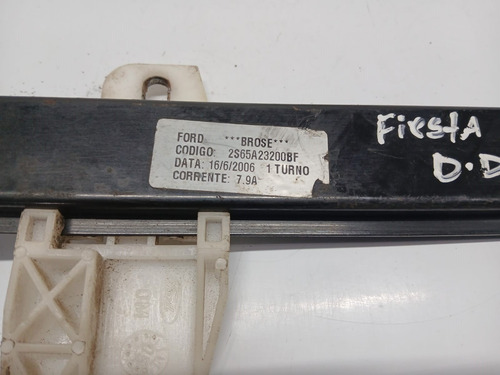 FORD ***BROSE***
CODIGO: 2S65A23200BF
DATA: 16/6/2006 1 TURNO
CORRENTE: 7.9A
FiestA
D.D